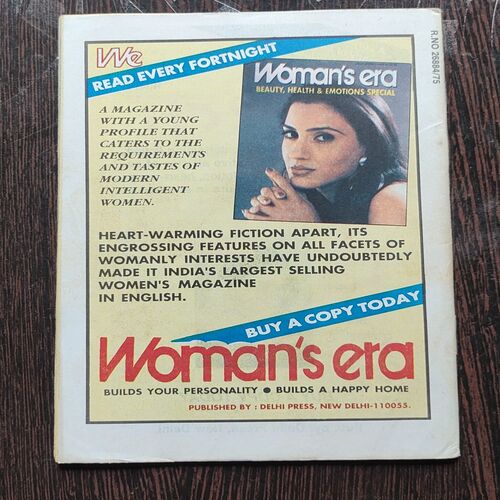 We
READ EVERY FORTNIGHT
Woman's era
BEAUTY, HEALTH & EMOTIONS SPECIAL
R.NO 26864/75
A MAGAZINE
WITH A YOUNG
PROFILE THAT
CATERS TO THE
REQUIREMENTS
AND TASTES OF
MODERN
INTELLIGENT
WOMEN.
HEART-WARMING FICTION APART, ITS
ENGROSSING FEATURES ON ALL FACETS OF
WOMANLY INTERESTS HAVE UNDOUBTEDLY
MADE IT INDIA'S LARGEST SELLING
WOMEN'S MAGAZINE
IN ENGLISH.
BUY A COPY TODAY
Woman's era
BUILDS YOUR PERSONALITY ● BUILDS A HAPPY HOME
PUBLISHED BY : DELHI PRESS, NEW DELHI-110055.